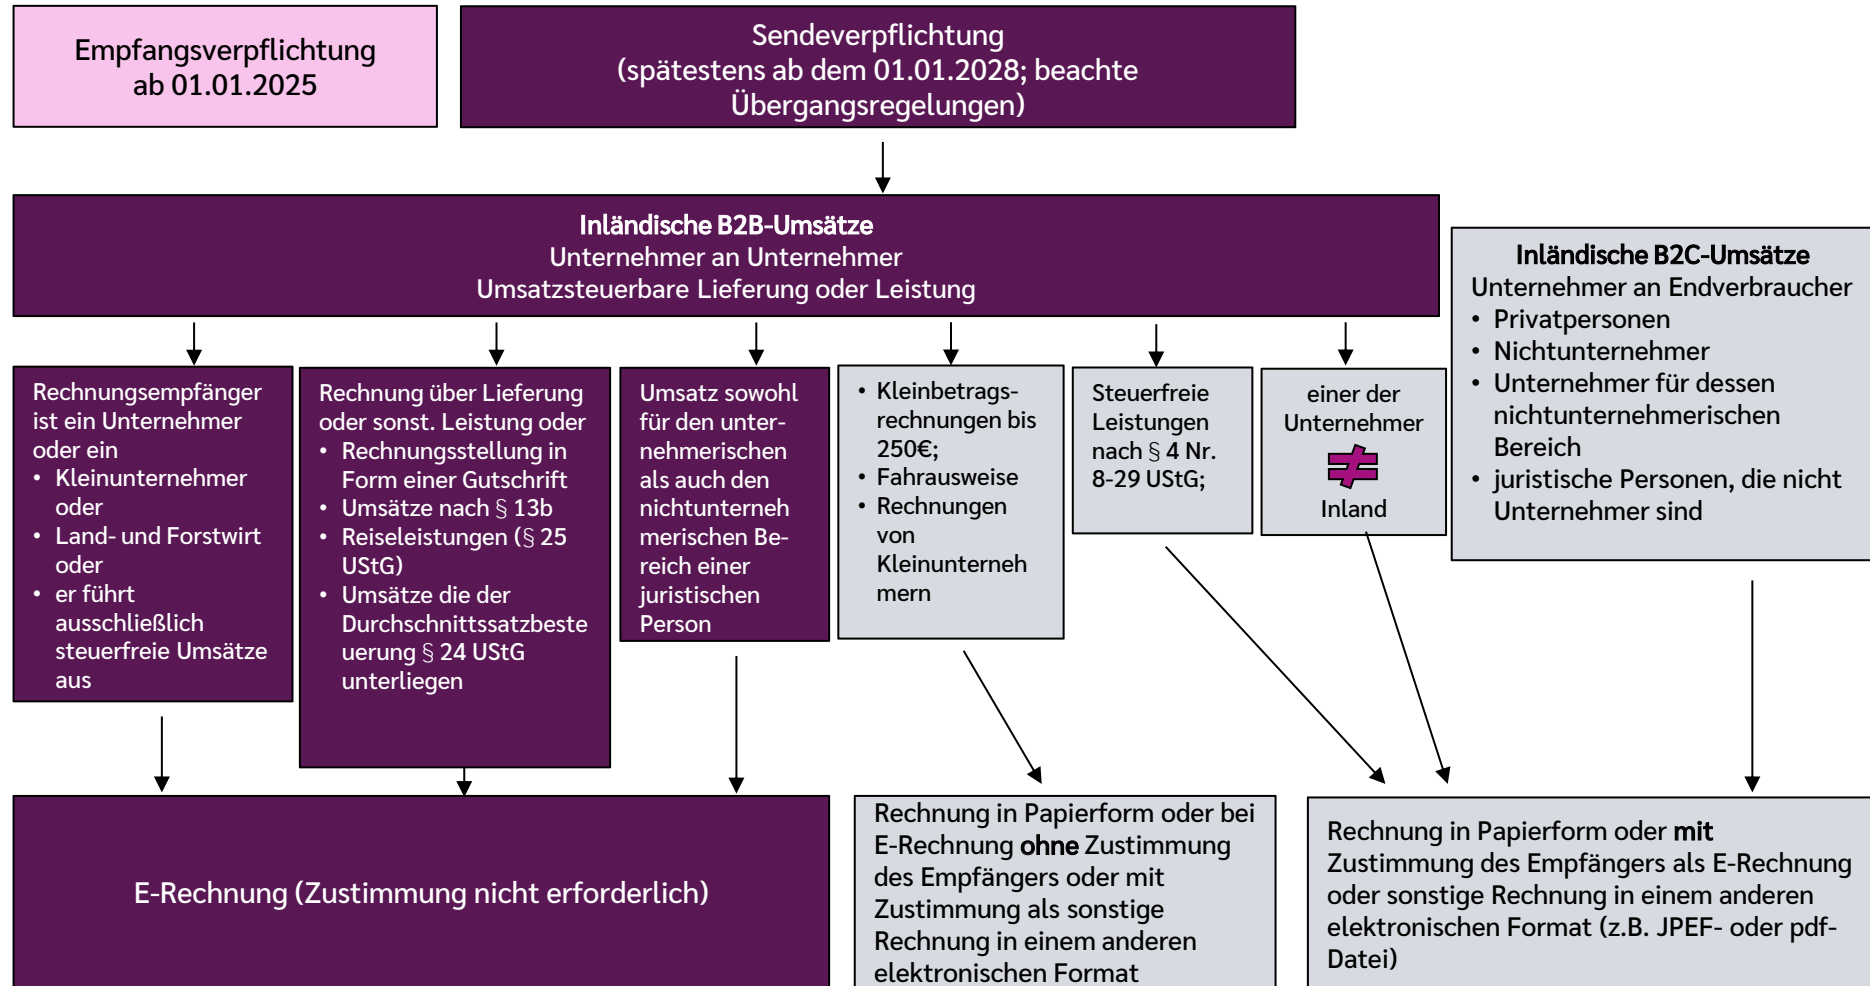 Empfangsverpflichtung
ab 01.01.2025
Sendeverpflichtung
(spätestens ab dem 01.01.2028; beachte
Übergangsregelungen)
Inländische B2B-Umsätze
Unternehmer an Unternehmer
Umsatzsteuerbare Lieferung oder Leistung
Inländische B2C-Umsätze
Unternehmer an Endverbraucher
• Privatpersonen
• Nichtunternehmer
• Unternehmer für dessen
nichtunternehmerischen
Bereich
• juristische Personen, die nicht
Unternehmer sind
Rechnungsempfänger
ist ein Unternehmer
oder ein
• Kleinunternehmer
oder
• Land- und Forstwirt
oder
• er führt
ausschließlich
steuerfreie Umsätze
aus
Rechnung über Lieferung
oder sonst. Leistung oder
• Rechnungsstellung in
Form einer Gutschrift
• Umsätze nach § 13b
• Reiseleistungen (§ 25
UStG)
• Umsätze die der
Durchschnittssatzbeste
uerung § 24 UStG
unterliegen
Umsatz sowohl
für den unter-
nehmerischen
als auch den
nichtunterneh
merischen Be-
reich einer
juristischen
Person
• Kleinbetrags-
rechnungen bis
250€;
• Fahrausweise
• Rechnungen
von
Kleinunterneh
mern
Steuerfreie
Leistungen
nach § 4 Nr.
8-29 UStG;
einer der
Unternehmer
≠
Inland
E-Rechnung (Zustimmung nicht erforderlich)
Rechnung in Papierform oder bei
E-Rechnung ohne Zustimmung
des Empfängers oder mit
Zustimmung als sonstige
Rechnung in einem anderen
elektronischen Format
Rechnung in Papierform oder mit
Zustimmung des Empfängers als E-Rechnung
oder sonstige Rechnung in einem anderen
elektronischen Format (z.B. JPEF- oder pdf-
Datei)